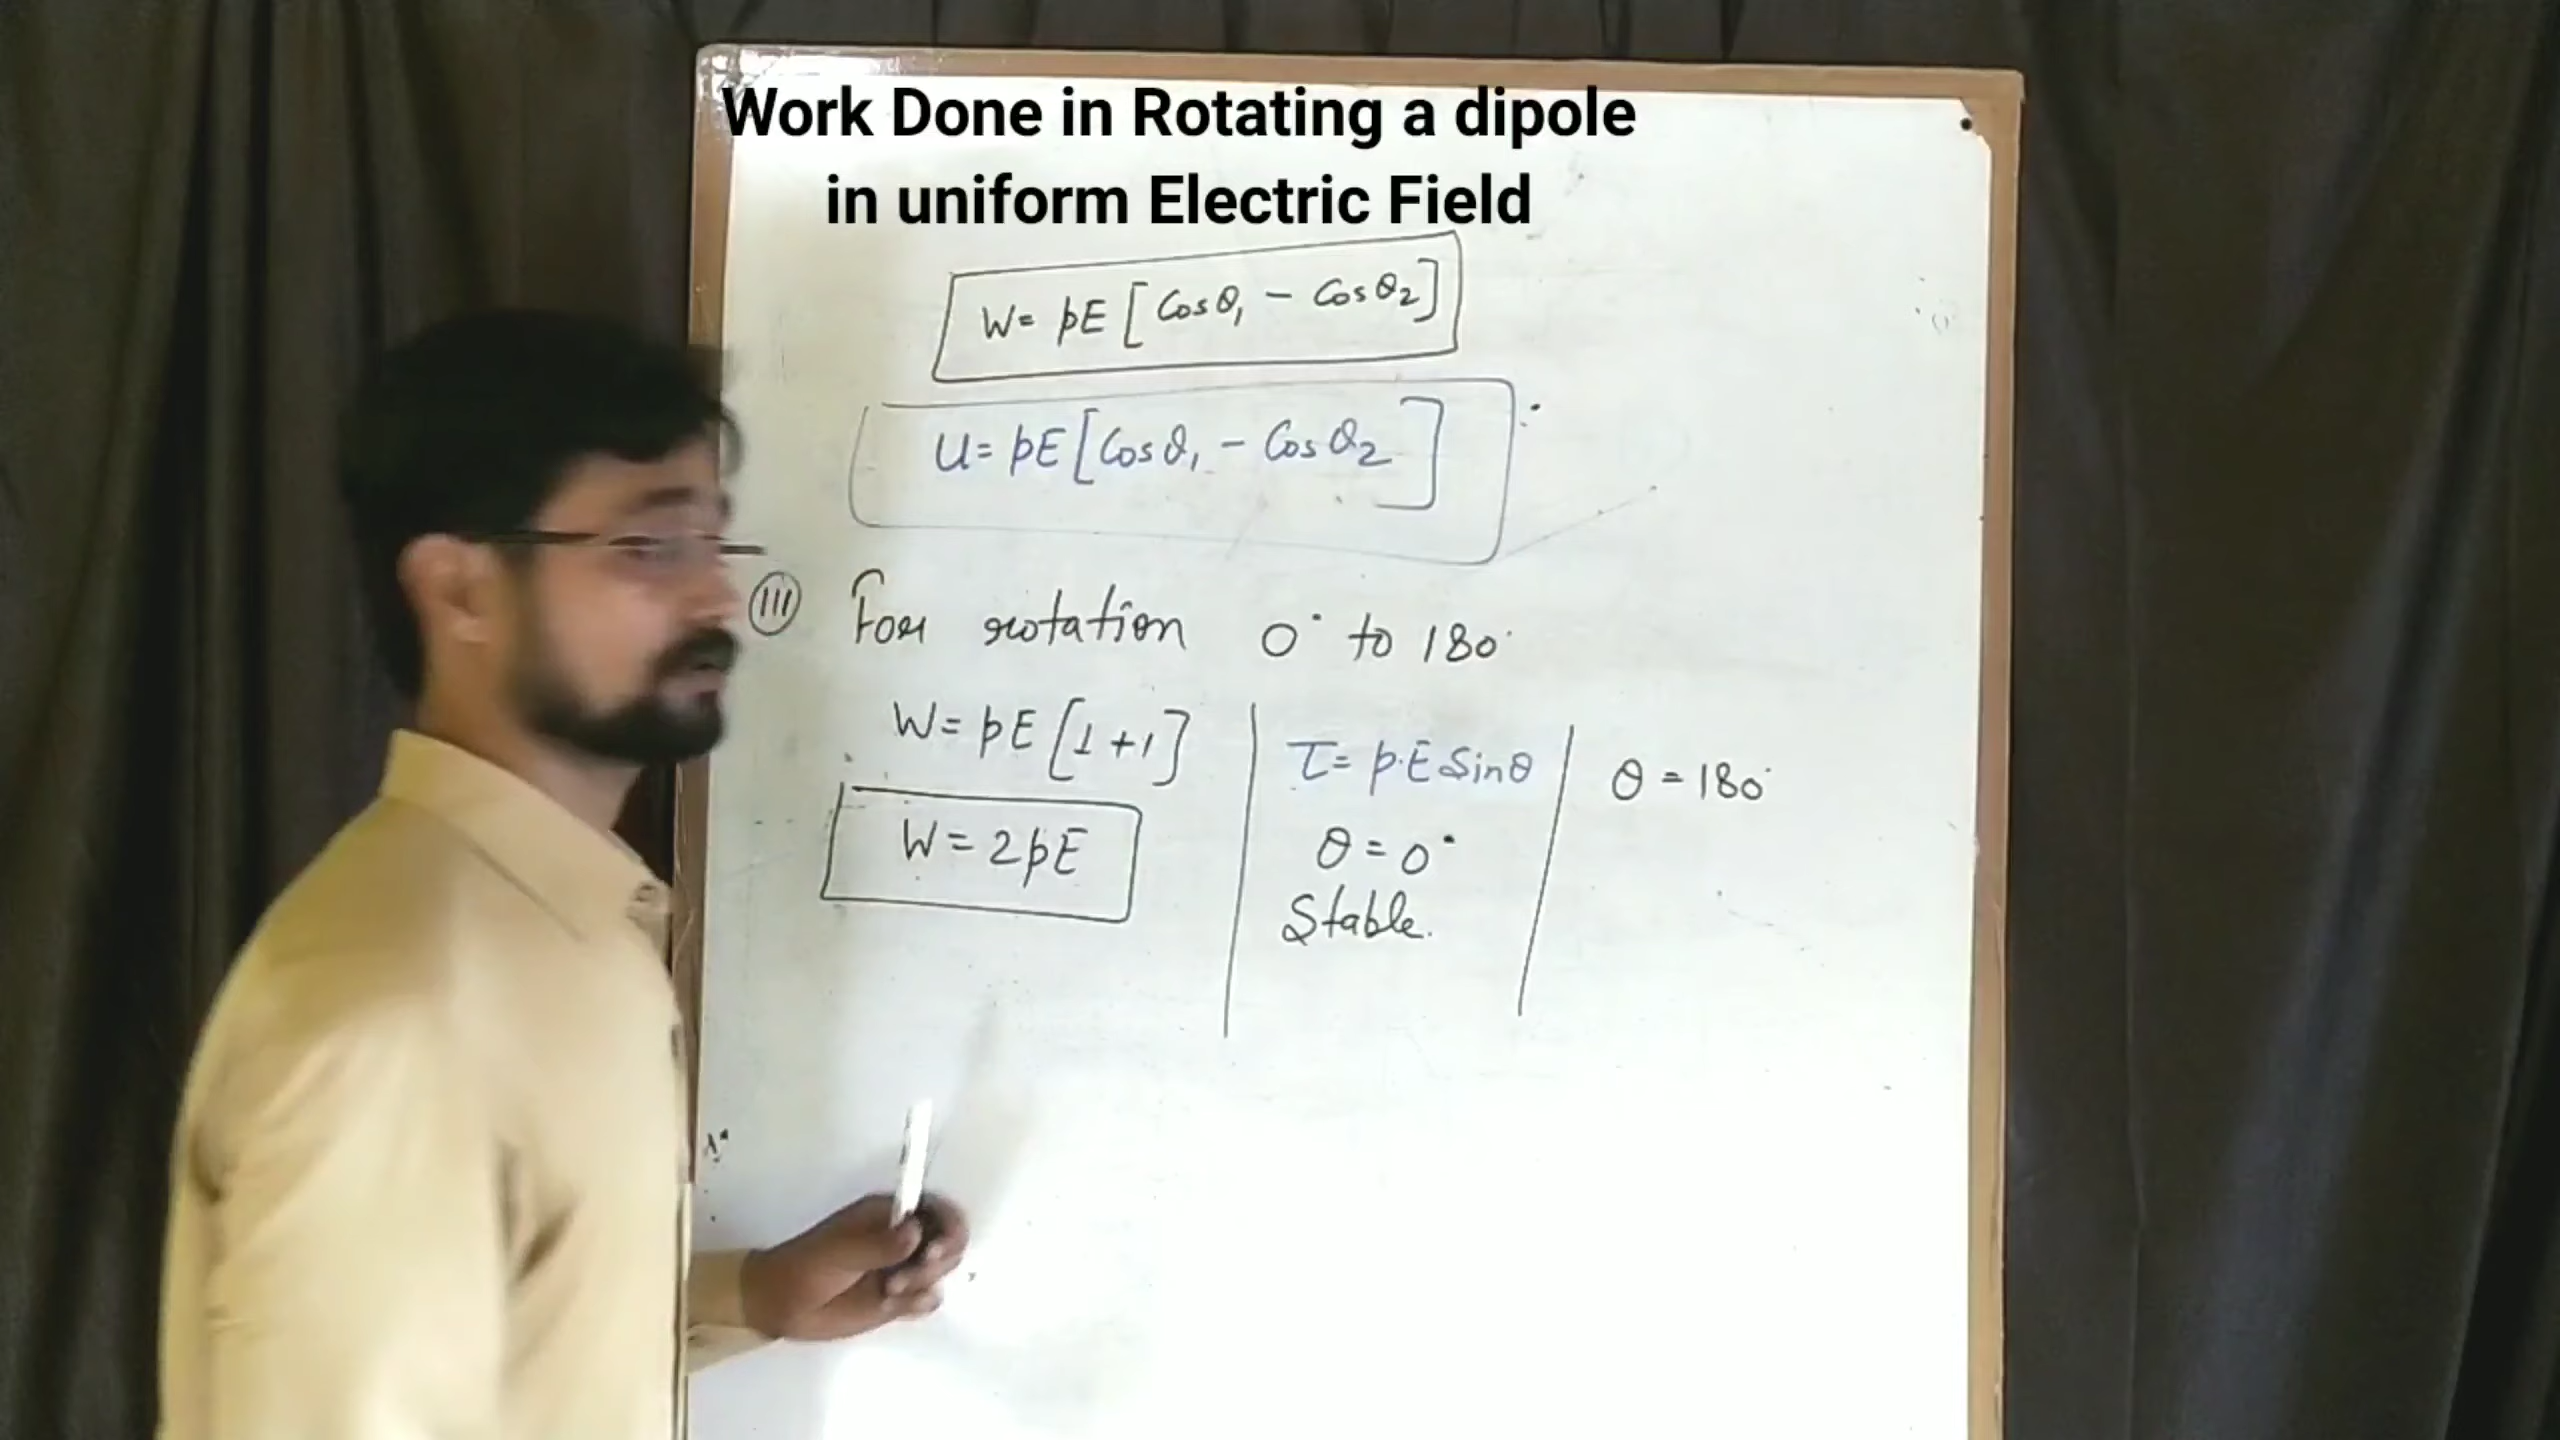 Work Done in Rotating a dipole
in uniform Electric Field
W= pE [Cosθ₁ - Cosθ₂]
U= pE[Cosθ₁ - Cosθ₂]
(III) For rotation 0° to 180°
W= pE [1+1]
W= 2pE
τ= p.E Sinθ
θ = 0°
Stable.
θ = 180°